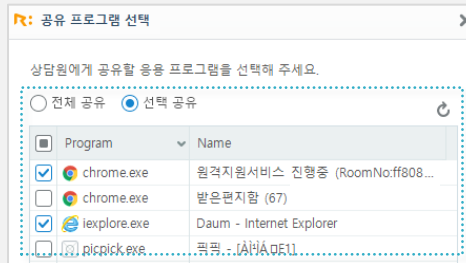 공유 프로그램 선택
상담원에게 공유할 응용 프로그램을 선택해 주세요.
전체 공유 선택 공유
Program Name
chrome.exe 원격지원서비스 진행중 (RoomNo:ff808...
chrome.exe 받은편지함 (67)
iexplore.exe Daum - Internet Explorer
picpick.exe 픽픽 -